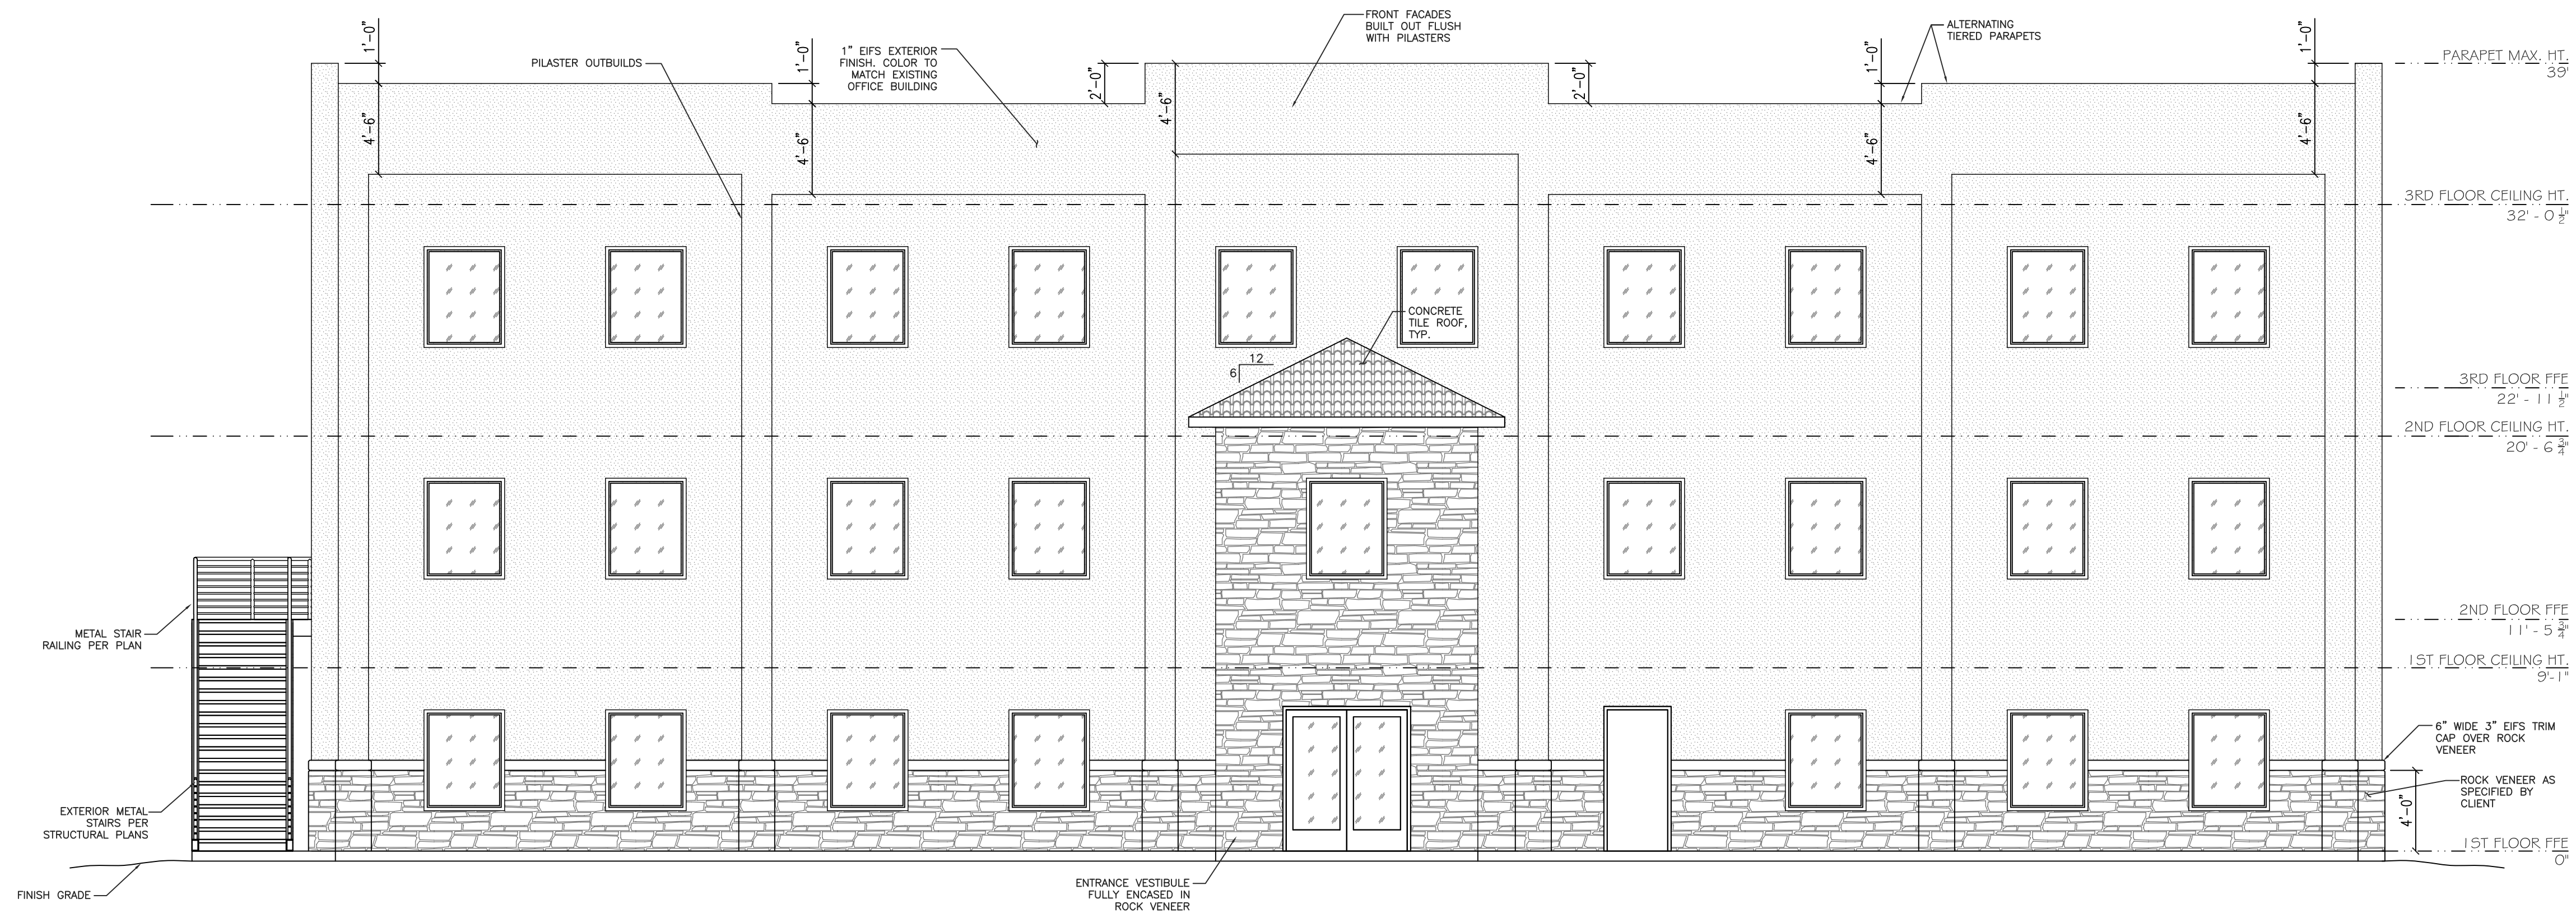 FRONT FACADES
BUILT OUT FLUSH
WITH PILASTERS
ALTERNATING
TIERED PARAPETS
1'-0"
1'-0"
1'-0"
1'-0"
1" EIFS EXTERIOR
FINISH. COLOR TO
MATCH EXISTING
OFFICE BUILDING
PILASTER OUTBUILDS
PARAPET MAX. HT.
39'
2'-0"
2'-0"
4'-6"
4'-6"
4'-6"
4'-6"
4'-6"
3RD FLOOR CEILING HT.
32' - 0 1/2"
CONCRETE
TILE ROOF,
TYP.
12
6
3RD FLOOR FFE
22' - 11 1/2"
2ND FLOOR CEILING HT.
20' - 6 3/4"
2ND FLOOR FFE
11' - 5 3/4"
METAL STAIR
RAILING PER PLAN
1ST FLOOR CEILING HT.
9'-1"
6" WIDE 3" EIFS TRIM
CAP OVER ROCK
VENEER
ROCK VENEER AS
SPECIFIED BY
CLIENT
4'-0"
EXTERIOR METAL
STAIRS PER
STRUCTURAL PLANS
1ST FLOOR FFE
0"
FINISH GRADE
ENTRANCE VESTIBULE
FULLY ENCASED IN
ROCK VENEER